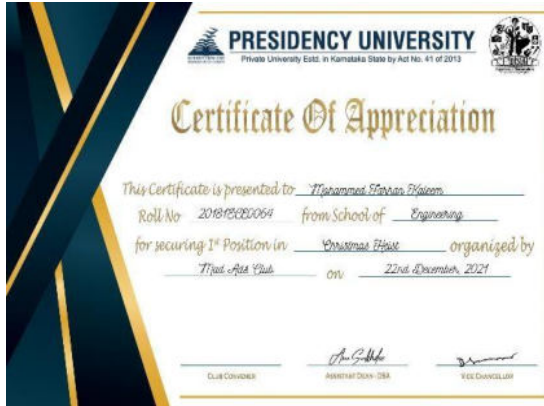 PRESIDENCY UNIVERSITY
Private University Estd. in Karnataka State by Act No. 41 of 2013
Certificate Of Appreciation
This Certificate is presented to Mohammed Farhan Kaleem
Roll No from School of Engineering
for securing 1st Position in Christmas Heist organized by
Mad Ads Club on 22nd December, 2021
CLUB CONVENER ASSISTANT DEAN - DSA VICE CHANCELLOR